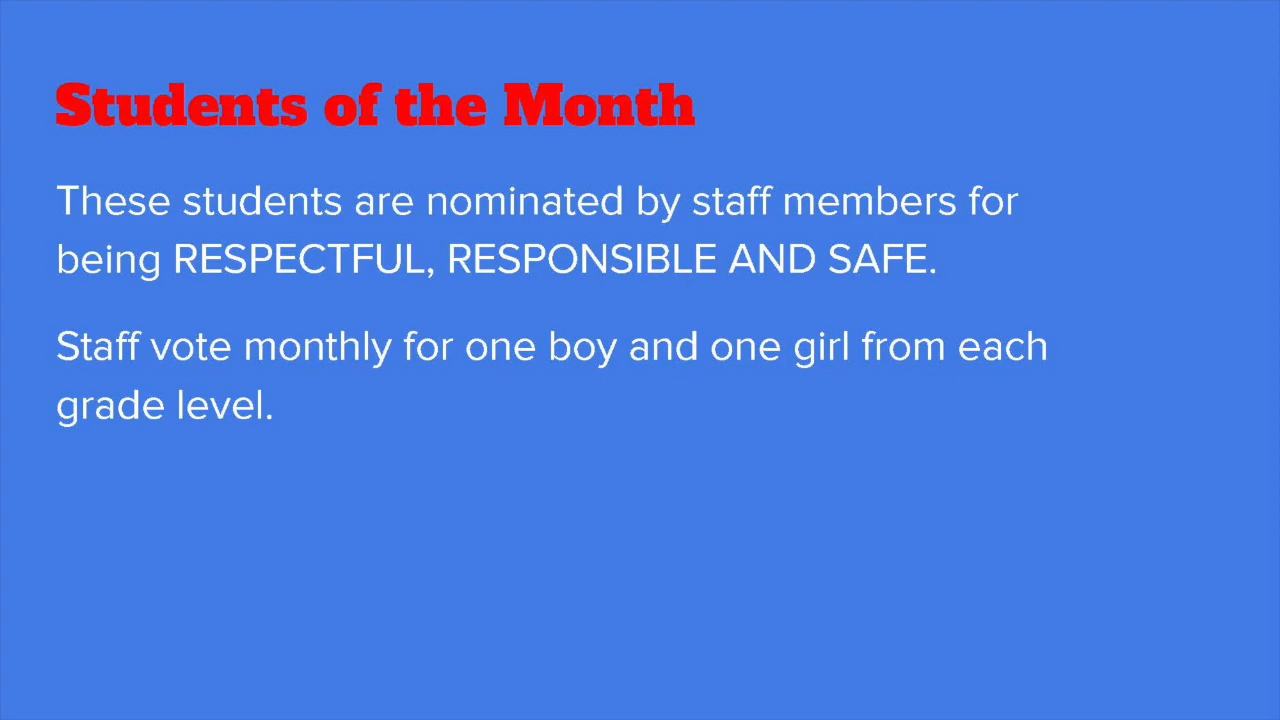 Students of the Month
These students are nominated by staff members for
being RESPECTFUL, RESPONSIBLE AND SAFE.
Staff vote monthly for one boy and one girl from each
grade level.